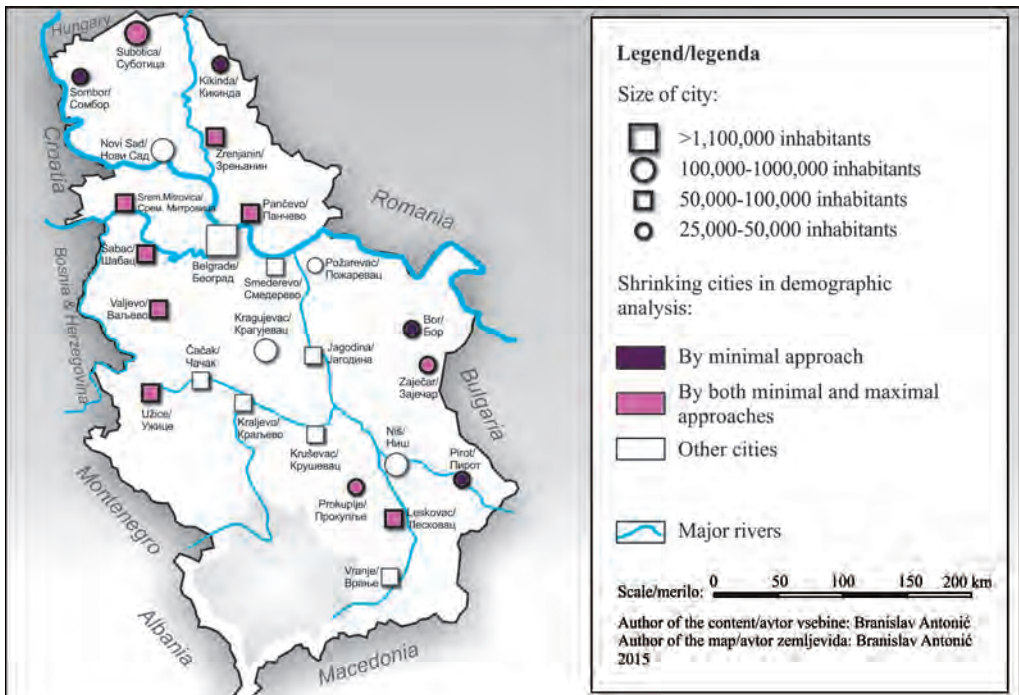 Hungary
Subotica/
Суботица
Sombor/
Сомбор
Kikinda/
Кикинда
Croatia
Novi Sad/
Нови Сад
Zrenjanin/
Зрењанин
Romania
Srem.Mitrovica/
Срем. Митровица
Pančevo/
Панчево
Bosnija & Herzegovina
Šabac/
Шабац
Belgrade/
Београд
Smederevo/
Смедерево
Požarevac/
Пожаревац
Valjevo/
Ваљево
Kragujevac/
Крагујевац
Bor/
Бор
Čačak/
Чачак
Jagodina/
Јагодина
Zaječar/
Зајечар
Bulgaria
Užice/
Ужице
Kraljevo/
Краљево
Kruševac/
Крушевац
Niš/
Ниш
Pirot/
Пирот
Montenegro
Prokuplje/
Прокупље
Leskovac/
Лесковац
Vranje/
Врање
Albania
Macedonia
Legend/legenda
Size of city:
>1,100,000 inhabitants
100,000-1000,000 inhabitants
50,000-100,000 inhabitants
25,000-50,000 inhabitants
Shrinking cities in demographic
analysis:
By minimal approach
By both minimal and maximal
approaches
Other cities
Major rivers
Scale/merilo: 0 50 100 150 200 km
Author of the content/avtor vsebine: Branislav Antonić
Author of the map/avtor zemljevida: Branislav Antonić
2015